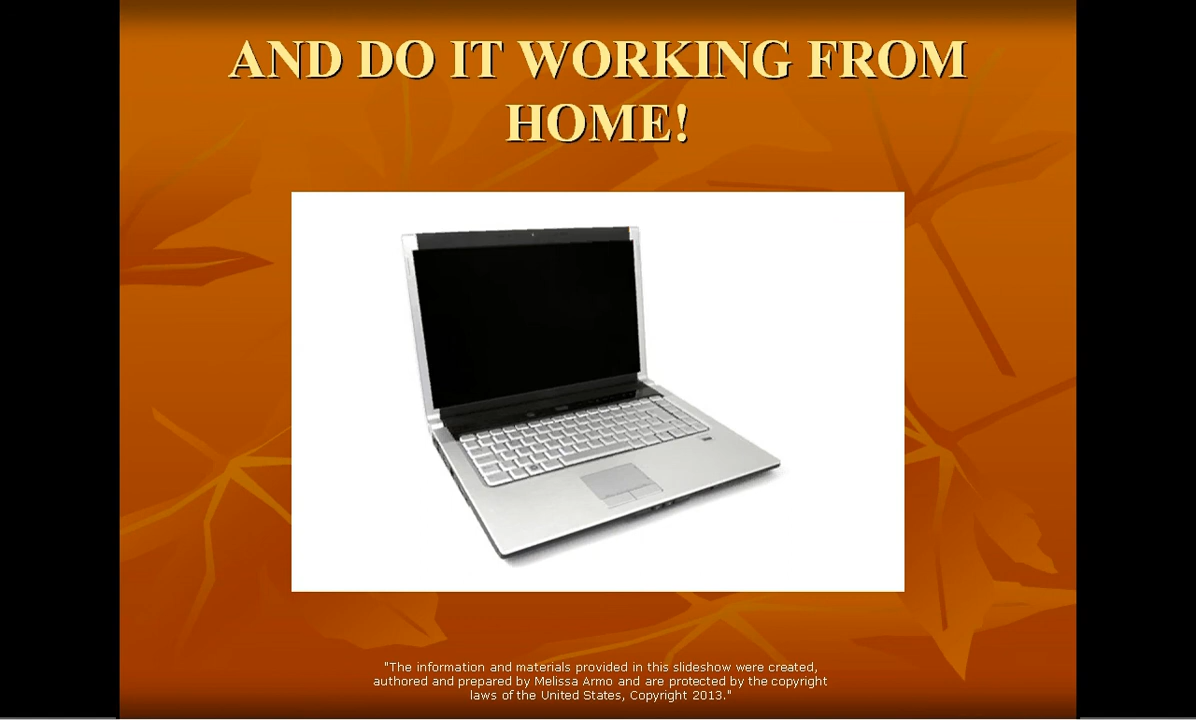 AND DO IT WORKING FROM
HOME!
"The information and materials provided in this slideshow were created,
authored and prepared by Melissa Armo and are protected by the copyright
laws of the United States, Copyright 2013."